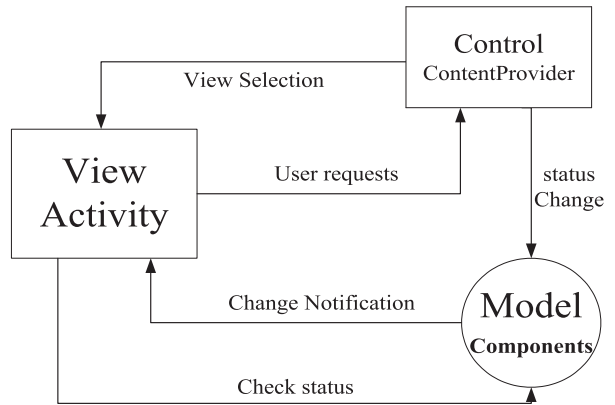 Control
ContentProvider
View Selection
View
Activity
User requests
status
Change
Change Notification
Model
Components
Check status